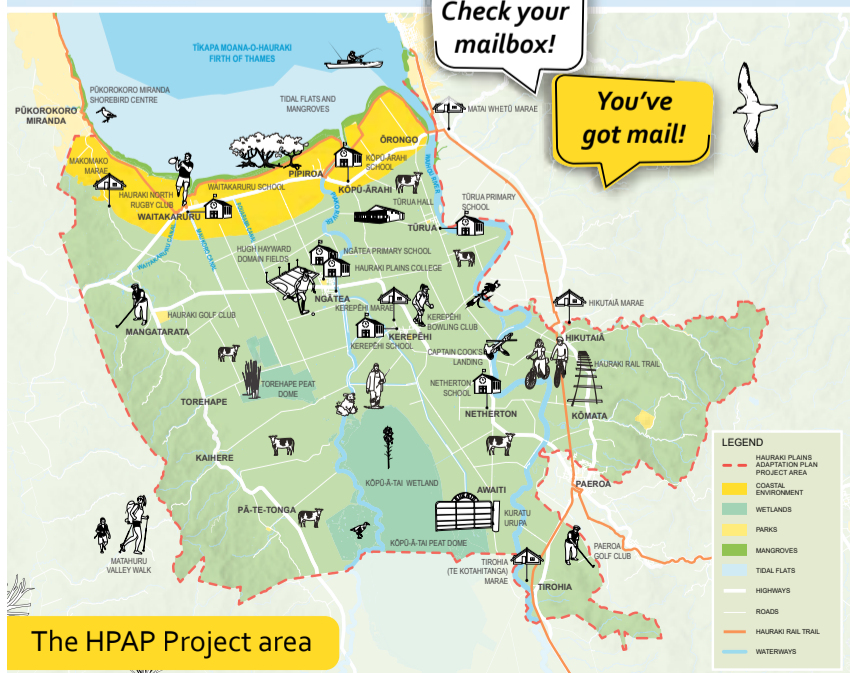 Check your
mailbox!
You've
got mail!
TĪKAPA MOANA-O-HAURAKI
FIRTH OF THAMES
PŪKOROKORO MIRANDA
SHOREBIRD CENTRE
PŪKOROKORO
MIRANDA
TIDAL FLATS AND
MANGROVES
MATAI WHETŪ MARAE
ŌRONGO
MAKOMAKO
MARAE
KŌPŪ-ĀRAHI
SCHOOL
PIPIROA
HAURAKI NORTH
RUGBY CLUB
WAITAKARURU SCHOOL
KŌPŪ-ĀRAHI
WAITAKARURU
TŪRUA HALL
TŪRUA PRIMARY
SCHOOL
TŪRUA
WAITAKARURU CANAL
HUGH HAYWARD
DOMAIN FIELDS
NGĀTEA PRIMARY SCHOOL
HAURAKI PLAINS COLLEGE
NGĀTEA
KEREPĒHI MARAE
HIKUTAIĀ MARAE
HAURAKI GOLF CLUB
MANGATARATA
KEREPĒHI
BOWLING CLUB
KEREPĒHI
KEREPĒHI SCHOOL
HIKUTAIĀ
CAPTAIN COOK'S
LANDING
HAURAKI RAIL TRAIL
TOREHAPE PEAT
DOME
NETHERTON
SCHOOL
TOREHAPE
NETHERTON
KŌMATA
KAIHERE
KŌPŪ-Ā-TAI WETLAND
AWAITI
PAEROA
PĀ-TE-TONGA
KURATU
URUPA
KŌPŪ-Ā-TAI PEAT DOME
PAEROA
GOLF CLUB
MATAHURU
VALLEY WALK
TIROHIA
(TE KOTAHITANGA)
MARAE
TIROHIA
LEGEND
HAURAKI PLAINS
ADAPTATION PLAN
PROJECT AREA
COASTAL
ENVIRONMENT
WETLANDS
PARKS
MANGROVES
TIDAL FLATS
HIGHWAYS
ROADS
HAURAKI RAIL TRAIL
WATERWAYS
The HPAP Project area